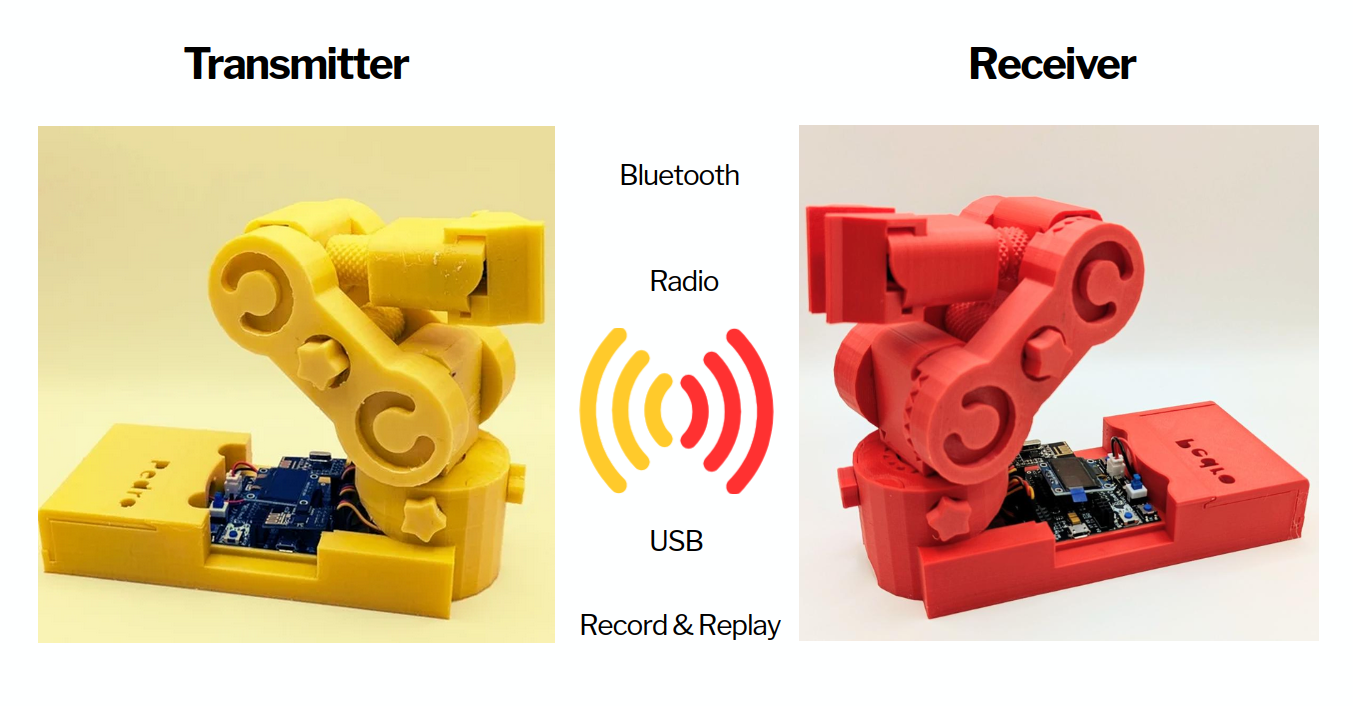 Transmitter
Receiver
Bluetooth
Radio
USB
Record & Replay